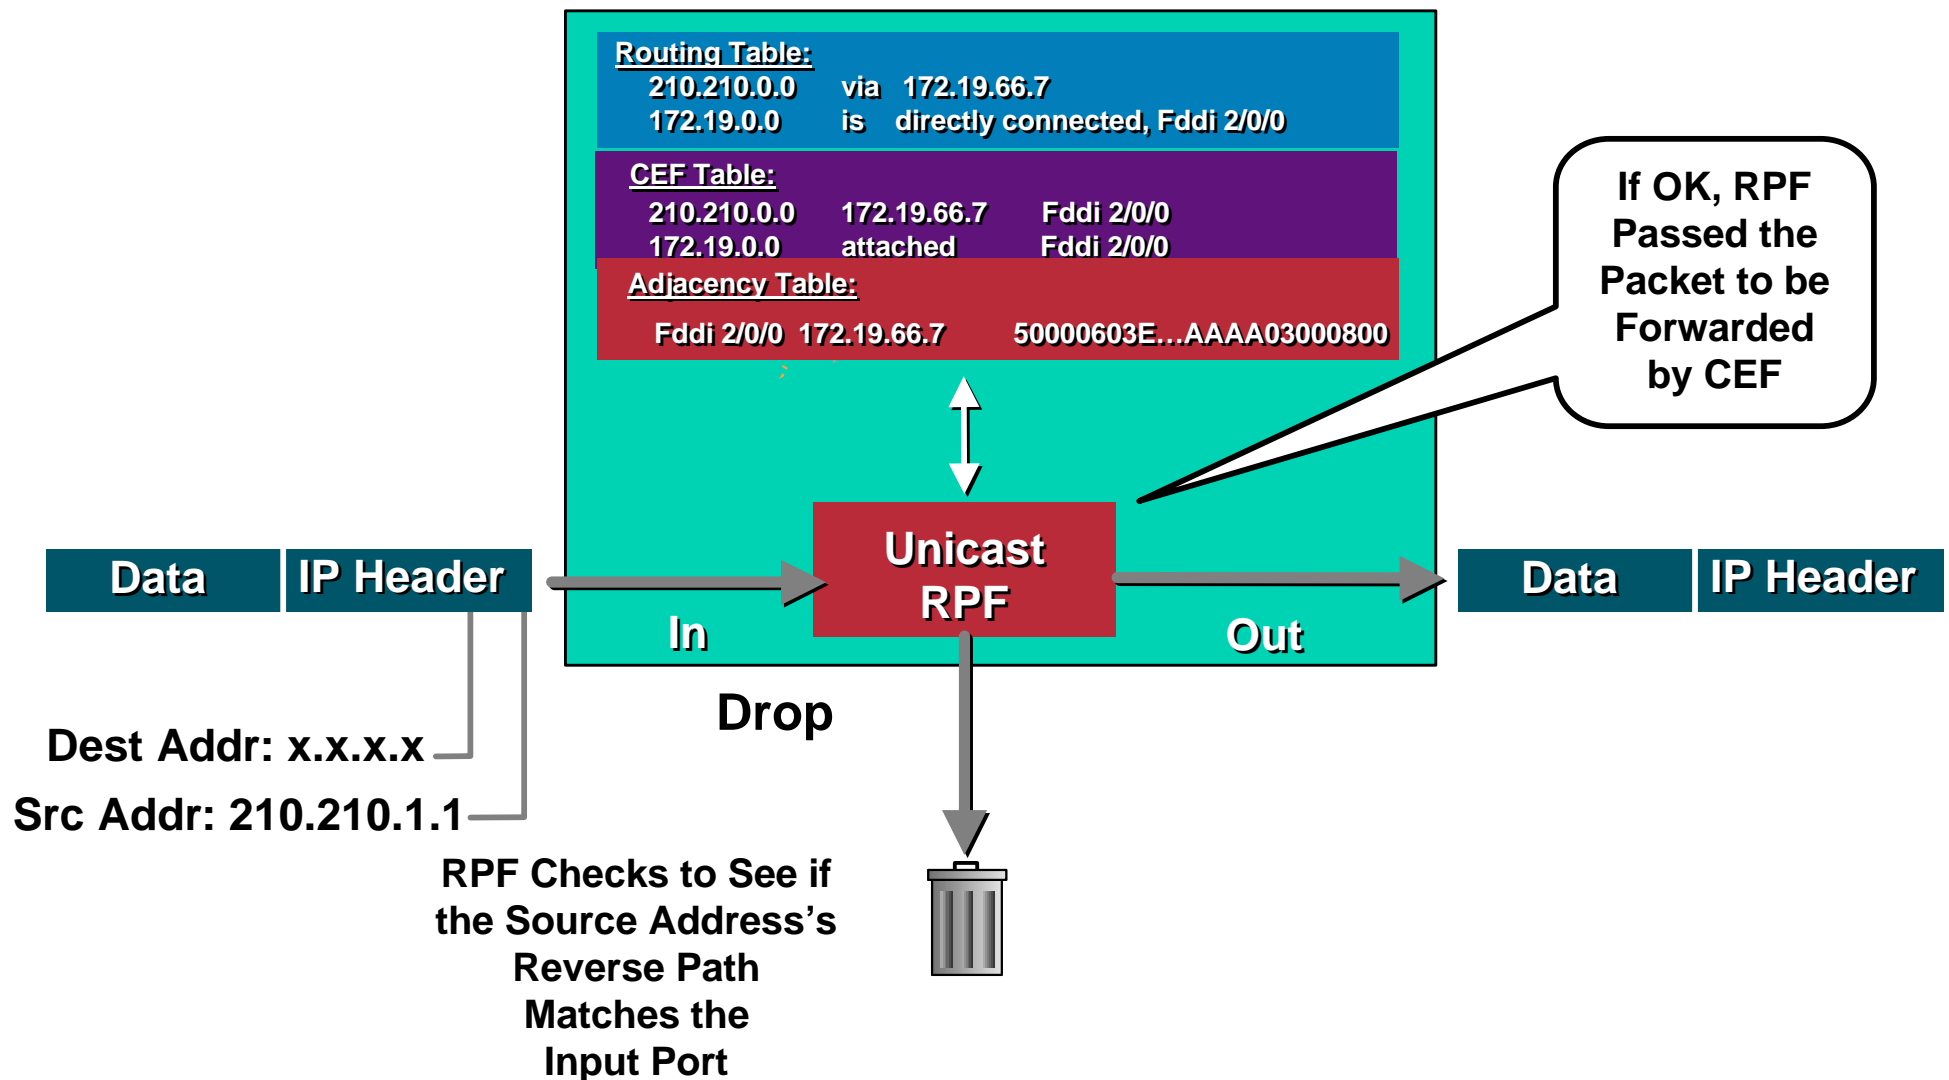 Routing Table:
210.210.0.0 via 172.19.66.7
172.19.0.0 is directly connected, Fddi 2/0/0
CEF Table:
210.210.0.0 172.19.66.7 Fddi 2/0/0
172.19.0.0 attached Fddi 2/0/0
Adjacency Table:
Fddi 2/0/0 172.19.66.7 50000603E…AAAA03000800
If OK, RPF
Passed the
Packet to be
Forwarded
by CEF
Data IP Header
Unicast
RPF
In
Out
Data IP Header
Drop
Dest Addr: x.x.x.x
Src Addr: 210.210.1.1
RPF Checks to See if
the Source Address’s
Reverse Path
Matches the
Input Port